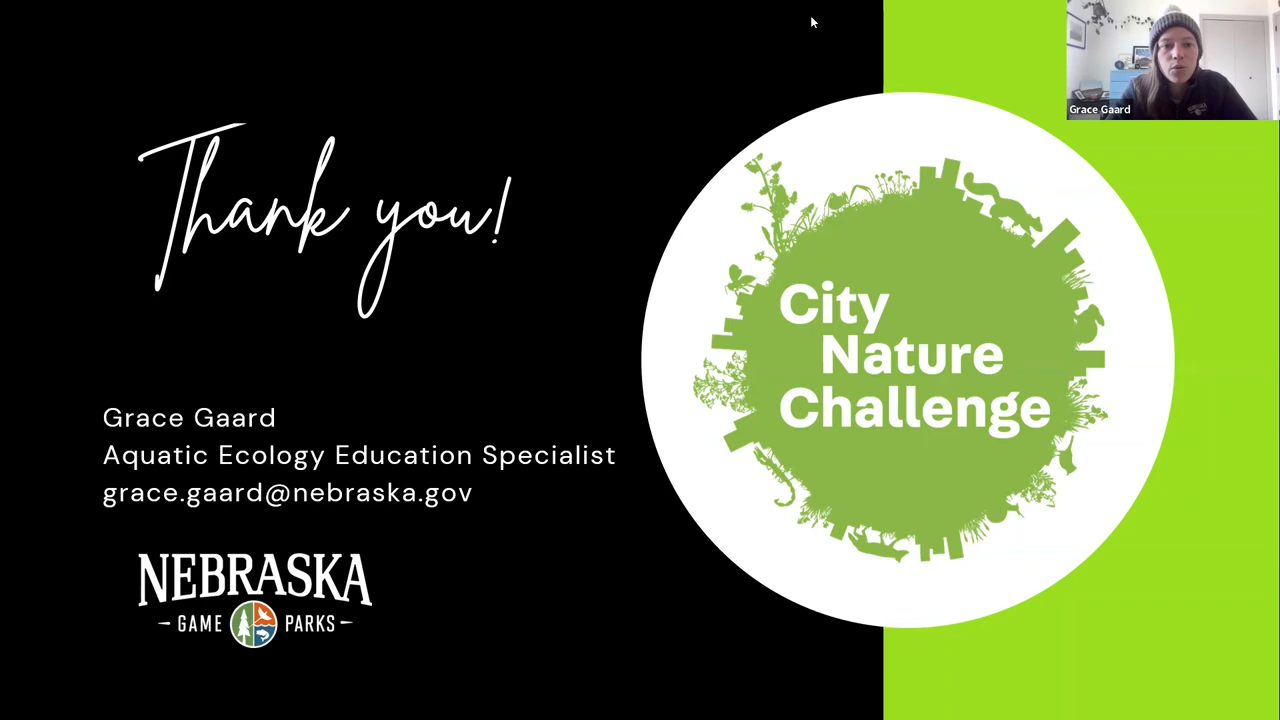 Thank you!
Grace Gaard
Aquatic Ecology Education Specialist
grace.gaard@nebraska.gov
NEBRASKA
GAME PARKS
City
Nature
Challenge
Grace Gaard
NEBRASKA